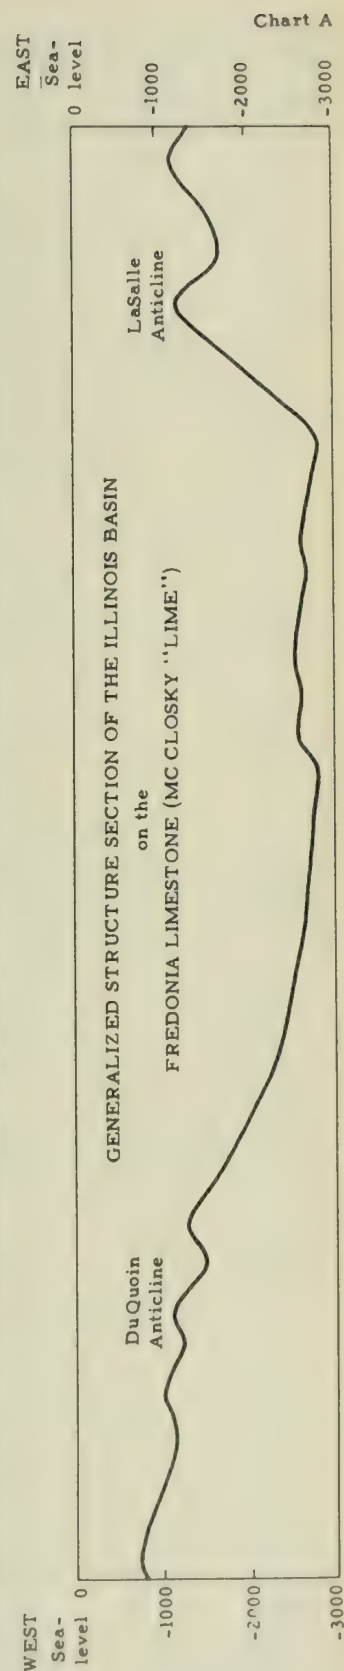 Chart A
WEST
Sea-
level 0
-1000
-2000
-3000
DuQuoin
Anticline
GENERALIZED STRUCTURE SECTION OF THE ILLINOIS BASIN
on the
FREDONIA LIMESTONE (MC CLOSKY "LIME")
LaSalle
Anticline
EAST
Sea-
0 level
-1000
-2000
-3000